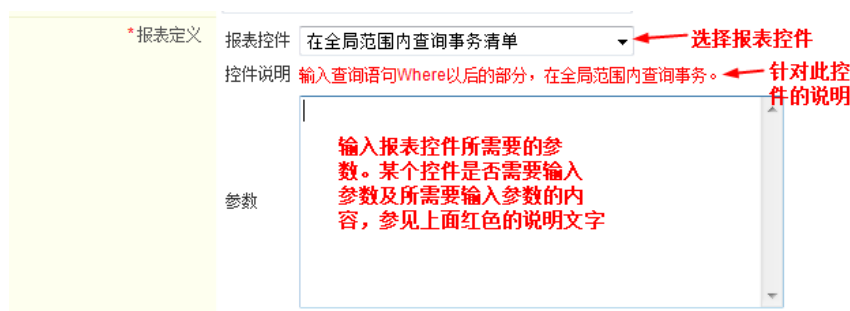 *报表定义
报表控件
在全局范围内查询事务清单
选择报表控件
控件说明
输入查询语句Where以后的部分，在全局范围内查询事务。
针对此控
件的说明
参数
输入报表控件所需要的参
数。某个控件是否需要输入
参数及所需要输入参数的内
容，参见上面红色的说明文字